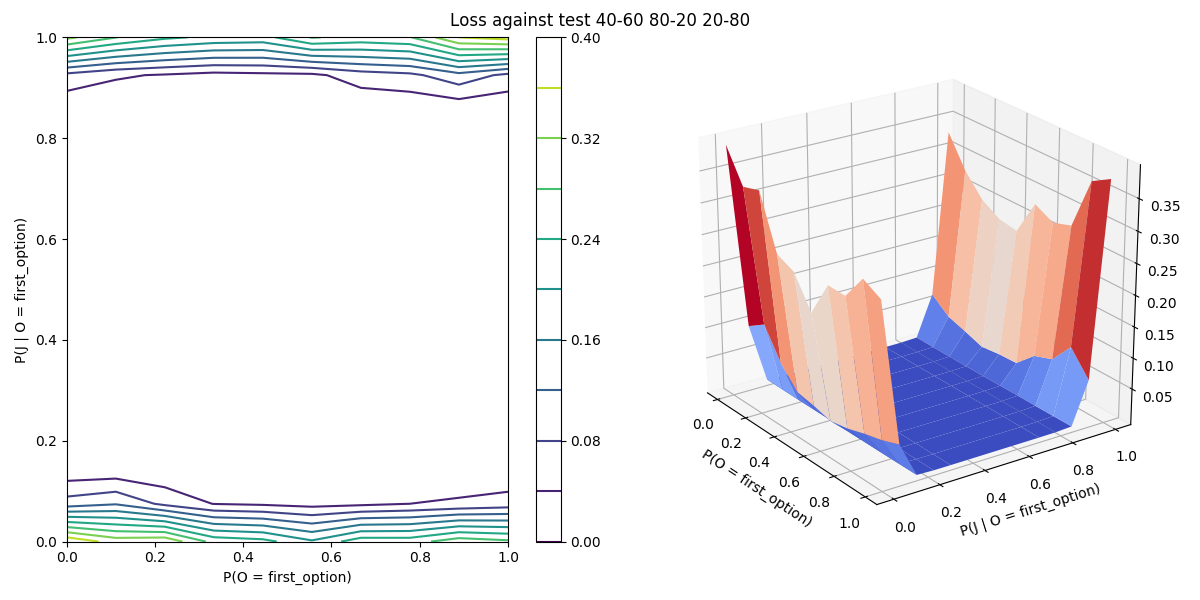 Loss against test 40-60 80-20 20-80
1.0
0.8
0.6
0.4
0.2
0.0
P(J | O = first_option)
0.0 0.2 0.4 0.6 0.8 1.0
P(O = first_option)
0.40
0.32
0.24
0.16
0.08
0.00
0.35
0.30
0.25
0.20
0.15
0.10
0.05
0.0 0.2 0.4 0.6 0.8 1.0
P(O = first_option)
0.0 0.2 0.4 0.6 0.8 1.0
P(J | O = first_option)